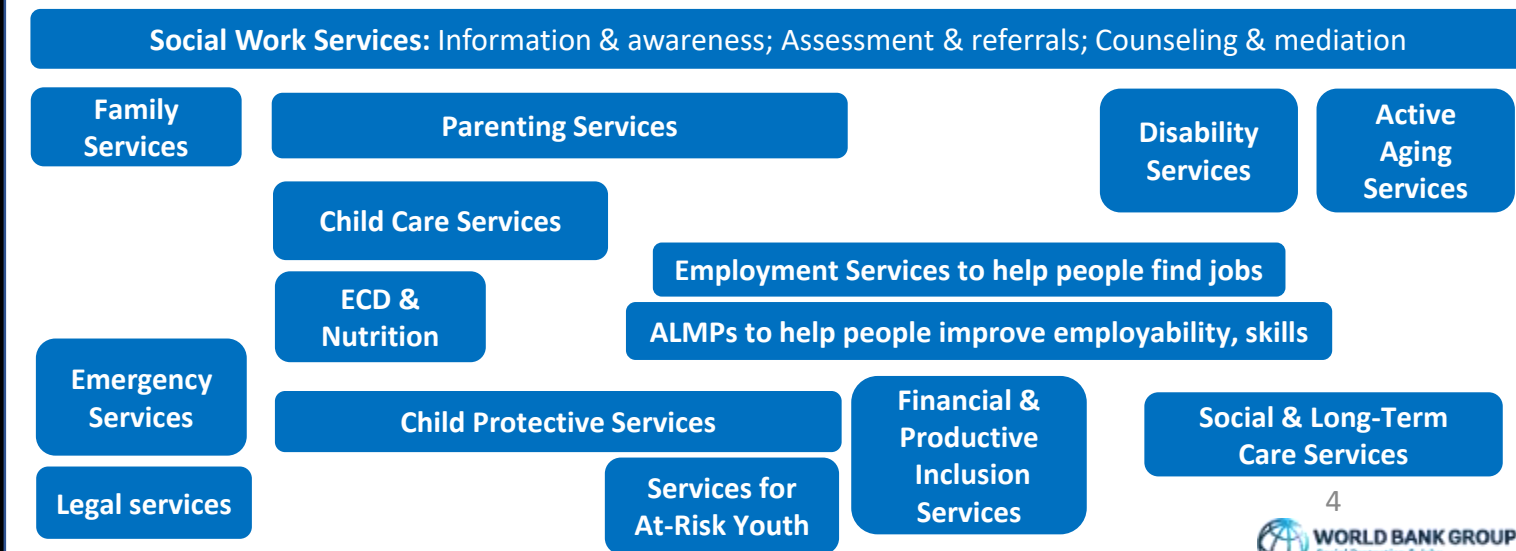 Social Work Services: Information & awareness; Assessment & referrals; Counseling & mediation
Family
Services
Parenting Services
Disability
Services
Active
Aging
Services
Child Care Services
Employment Services to help people find jobs
ECD &
Nutrition
ALMPs to help people improve employability, skills
Emergency
Services
Child Protective Services
Financial &
Productive
Inclusion
Services
Social & Long-Term
Care Services
Legal services
Services for
At-Risk Youth
4
WORLD BANK GROUP